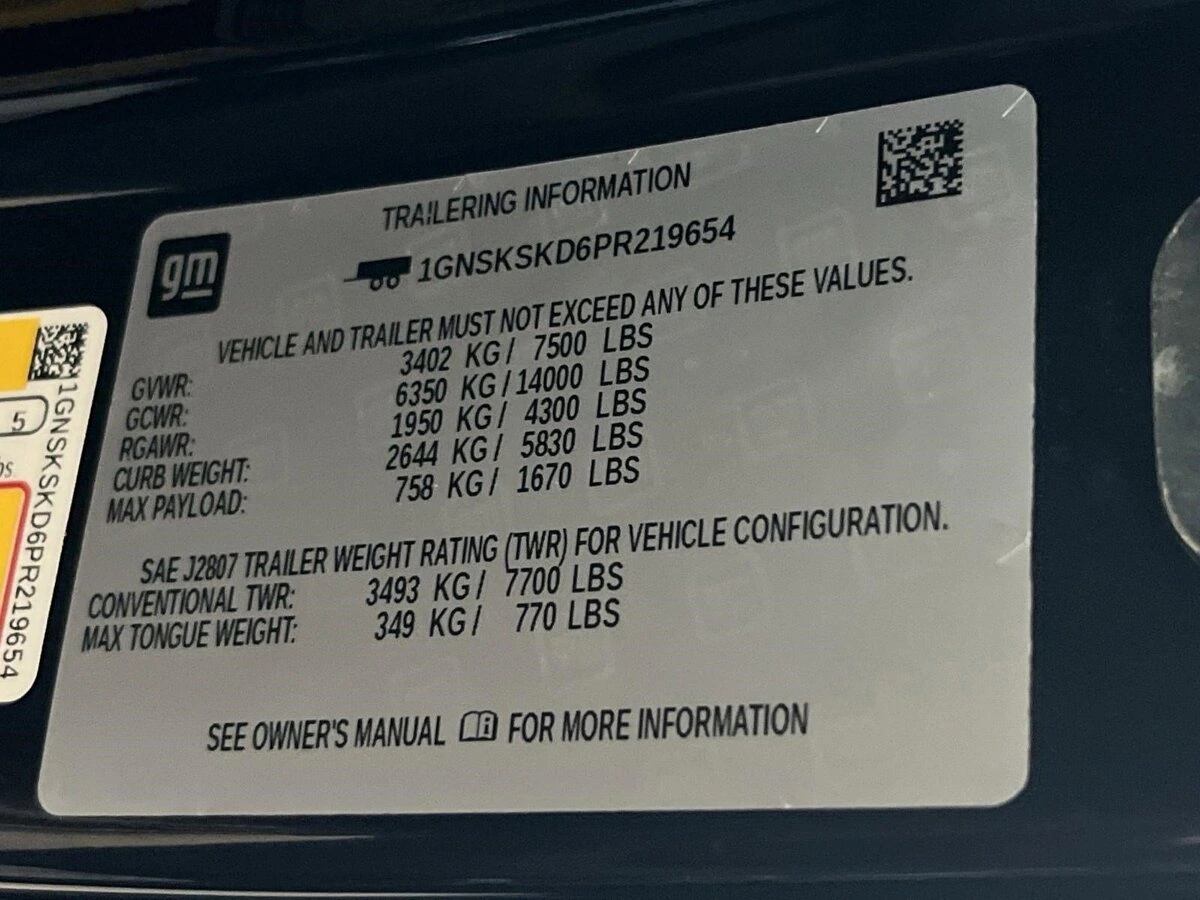 TRAILERING INFORMATION
gm
1GNSKSKD6PR219654
VEHICLE AND TRAILER MUST NOT EXCEED ANY OF THESE VALUES.
GVWR: 3402 KG/ 7500 LBS
GCWR: 6350 KG/14000 LBS
RGAWR: 1950 KG/ 4300 LBS
CURB WEIGHT: 2644 KG/ 5830 LBS
MAX PAYLOAD: 758 KG/ 1670 LBS
SAE J2807 TRAILER WEIGHT RATING (TWR) FOR VEHICLE CONFIGURATION.
CONVENTIONAL TWR: 3493 KG/ 7700 LBS
MAX TONGUE WEIGHT: 349 KG/ 770 LBS
SEE OWNER'S MANUAL FOR MORE INFORMATION
5
1GNSKSKD6PR219654